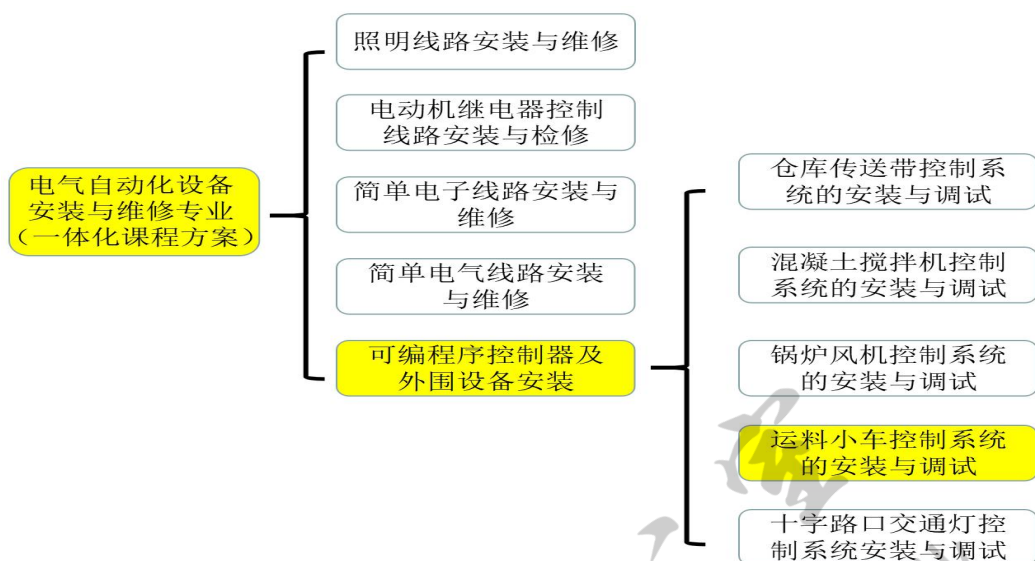 照明线路安装与维修
电动机继电器控制
线路安装与检修
简单电子线路安装与
维修
简单电气线路安装
与维修
可编程序控制器及
外围设备安装
电气自动化设备
安装与维修专业
（一体化课程方案）
仓库传送带控制系
统的安装与调试
混凝土搅拌机控制
系统的安装与调试
锅炉风机控制系统
的安装与调试
运料小车控制系统
的安装与调试
十字路口交通灯控
制系统安装与调试